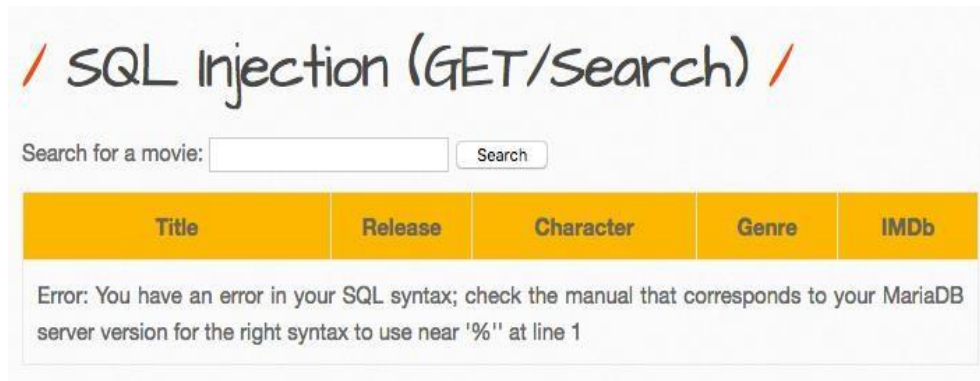 / SQL Injection (GET/Search) /
Search for a movie: Search
Title Release Character Genre IMDb
Error: You have an error in your SQL syntax; check the manual that corresponds to your MariaDB
server version for the right syntax to use near '%'' at line 1